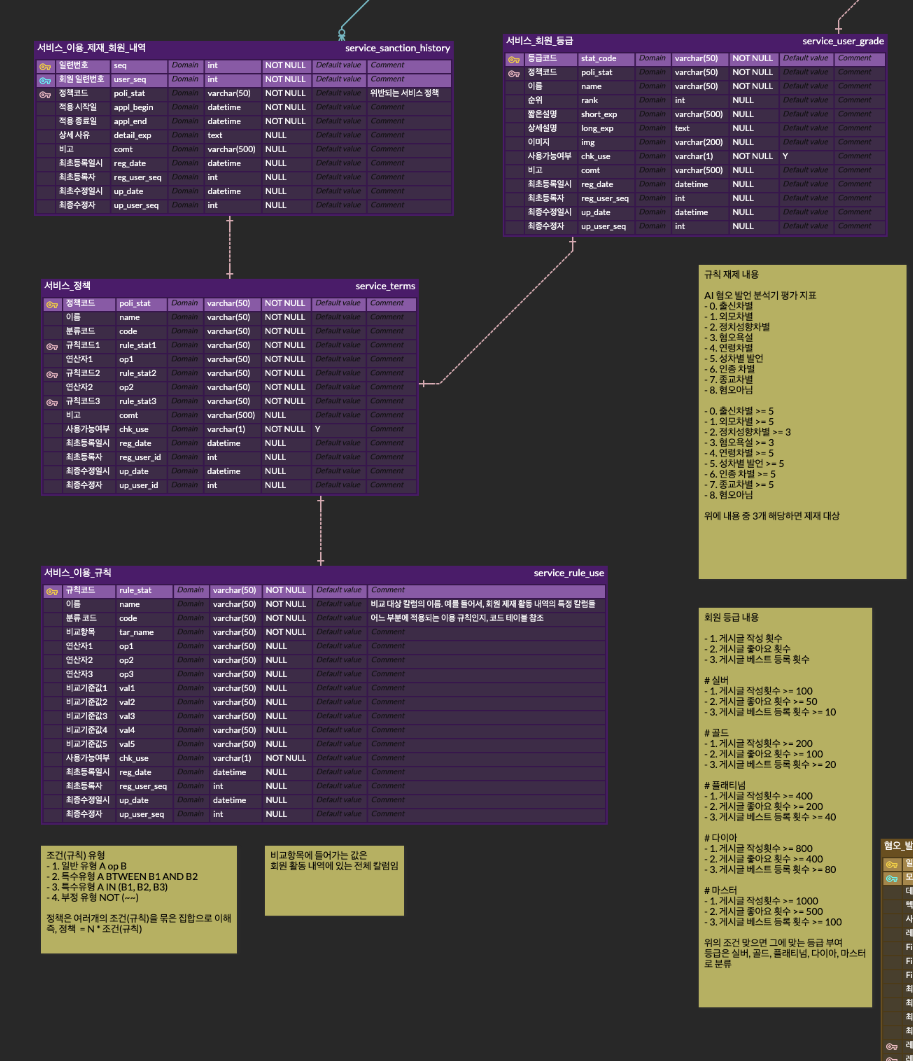 서비스_이용_제재_회원_내역 service_sanction_history
일련번호 seq Domain int NOT NULL Default value Comment
회원 일련번호 user_seq Domain int NOT NULL Default value Comment
정책코드 poli_stat Domain varchar(50) NOT NULL Default value 위반되는 서비스 정책
적용 시작일 appl_begin Domain datetime NOT NULL Default value Comment
적용 종료일 appl_end Domain datetime NOT NULL Default value Comment
상세 사유 detail_exp Domain text NULL Default value Comment
비고 comt Domain varchar(500) NULL Default value Comment
최초등록일시 reg_date Domain datetime NULL Default value Comment
최초등록자 reg_user_seq Domain int NULL Default value Comment
최초수정일시 up_date Domain datetime NULL Default value Comment
최종수정자 up_user_seq Domain int NULL Default value Comment
서비스_회원_등급 service_user_grade
등급코드 stat_code Domain varchar(50) NOT NULL Default value Comment
정책코드 poli_stat Domain varchar(50) NOT NULL Default value Comment
이름 name Domain varchar(50) NOT NULL Default value Comment
순위 rank Domain int NULL Default value Comment
짧은설명 short_exp Domain varchar(500) NULL Default value Comment
상세설명 long_exp Domain text NULL Default value Comment
이미지 img Domain varchar(200) NULL Default value Comment
사용가능여부 chk_use Domain varchar(1) NOT NULL Y Comment
비고 comt Domain varchar(500) NULL Default value Comment
최초등록일시 reg_date Domain datetime NULL Default value Comment
최초등록자 reg_user_seq Domain int NULL Default value Comment
최종수정일시 up_date Domain datetime NULL Default value Comment
최종수정자 up_user_seq Domain int NULL Default value Comment
서비스_정책 service_terms
정책코드 poli_stat Domain varchar(50) NOT NULL Default value Comment
이름 name Domain varchar(50) NOT NULL Default value Comment
분류코드 code Domain varchar(50) NOT NULL Default value Comment
규칙코드1 rule_stat1 Domain varchar(50) NOT NULL Default value Comment
연산자1 op1 Domain varchar(50) NULL Default value Comment
규칙코드2 rule_stat2 Domain varchar(50) NULL Default value Comment
연산자2 op2 Domain varchar(50) NULL Default value Comment
규칙코드3 rule_stat3 Domain varchar(50) NULL Default value Comment
비고 comt Domain varchar(500) NULL Default value Comment
사용가능여부 chk_use Domain varchar(1) NOT NULL Y Comment
최초등록일시 reg_date Domain datetime NULL Default value Comment
최초등록자 reg_user_id Domain int NULL Default value Comment
최종수정일시 up_date Domain datetime NULL Default value Comment
최종수정자 up_user_id Domain int NULL Default value Comment
규칙 제제 내용
AI 혐오 발언 분석기 평가 지표
- 0. 출신차별
- 1. 외모차별
- 2. 정치성향차별
- 3. 혐오욕설
- 4. 연령차별
- 5. 성차별 발언
- 6. 인종 차별
- 7. 종교차별
- 8. 혐오아님
- 0. 출신차별 >= 5
- 1. 외모차별 >= 5
- 2. 정치성향차별 >= 3
- 3. 혐오욕설 >= 3
- 4. 연령차별 >= 5
- 5. 성차별 발언 >= 5
- 6. 인종 차별 >= 5
- 7. 종교차별 >= 5
- 8. 혐오아님
위에 내용 중 3개 해당하면 제재 대상
서비스_이용_규칙 service_rule_use
규칙코드 rule_stat Domain varchar(50) NOT NULL Default value Comment
이름 name Domain varchar(50) NOT NULL Default value 비교 대상 칼럼의 이름, 예를 들어서, 회원 제재 활동 내역의 특정 칼럼들
분류 코드 code Domain varchar(50) NOT NULL Default value 어느 부분에 적용되는 이용 규칙인지, 코드 테이블 참조
비교항목 tar_name Domain varchar(50) NOT NULL Default value Comment
연산자1 op1 Domain varchar(50) NULL Default value Comment
연산자2 op2 Domain varchar(50) NULL Default value Comment
연산자3 op3 Domain varchar(50) NULL Default value Comment
비교기준값1 val1 Domain varchar(50) NULL Default value Comment
비교기준값2 val2 Domain varchar(50) NULL Default value Comment
비교기준값3 val3 Domain varchar(50) NULL Default value Comment
비교기준값4 val4 Domain varchar(50) NULL Default value Comment
비교기준값5 val5 Domain varchar(50) NULL Default value Comment
사용가능여부 chk_use Domain varchar(1) NOT NULL Default value Comment
최초등록일시 reg_date Domain datetime NULL Default value Comment
최초등록자 reg_user_seq Domain int NULL Default value Comment
최종수정일시 up_date Domain datetime NULL Default value Comment
최종수정자 up_user_seq Domain int NULL Default value Comment
회원 등급 내용
- 1. 게시글 작성 횟수
- 2. 게시글 좋아요 횟수
- 3. 게시글 베스트 등록 횟수
# 실버
- 1. 게시글 작성횟수 >= 100
- 2. 게시글 좋아요 횟수 >= 50
- 3. 게시글 베스트 등록 횟수 >= 10
# 골드
- 1. 게시글 작성횟수 >= 200
- 2. 게시글 좋아요 횟수 >= 100
- 3. 게시글 베스트 등록 횟수 >= 20
# 플래티넘
- 1. 게시글 작성횟수 >= 400
- 2. 게시글 좋아요 횟수 >= 200
- 3. 게시글 베스트 등록 횟수 >= 40
# 다이아
- 1. 게시글 작성횟수 >= 800
- 2. 게시글 좋아요 횟수 >= 400
- 3. 게시글 베스트 등록 횟수 >= 80
# 마스터
- 1. 게시글 작성횟수 >= 1000
- 2. 게시글 좋아요 횟수 >= 500
- 3. 게시글 베스트 등록 횟수 >= 100
위의 조건 맞으면 그에 맞는 등급 부여
등급은 실버, 골드, 플래티넘, 다이아, 마스터
로 분류
조건(규칙) 유형
- 1. 일반 유형 A op B
- 2. 특수유형 A BTWEEN B1 AND B2
- 3. 특수유형 A IN (B1, B2, B3)
- 4. 부정 유형 NOT (~~)
정책은 여러개의 조건(규칙)을 묶은 집합으로 이해
즉, 정책 = N * 조건(규칙)
비교항목에 들어가는 값은
회원 활동 내역에 있는 전체 칼럼임
혐오_발